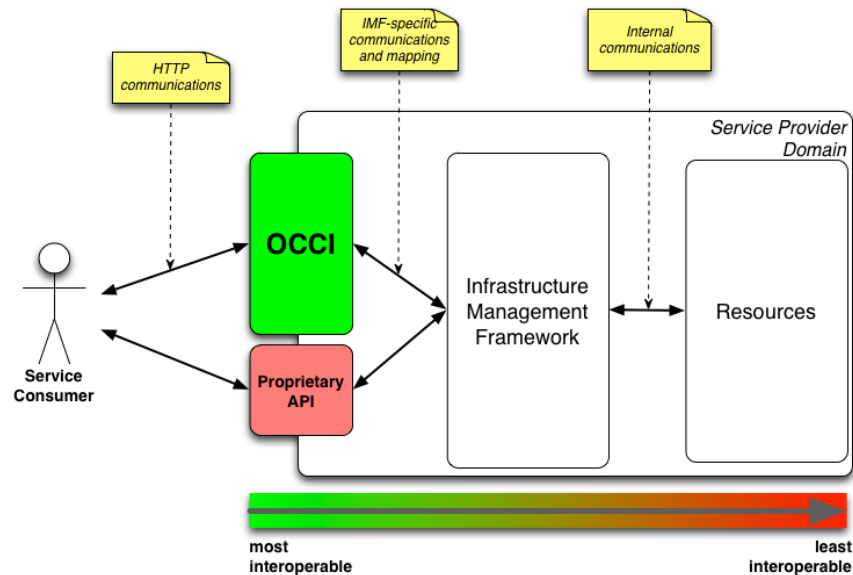 HTTP
communications
IMF-specific
communications
and mapping
Internal
communications
Service Provider
Domain
OCCI
Infrastructure
Management
Framework
Resources
Proprietary
API
Service
Consumer
most
interoperable
least
interoperable